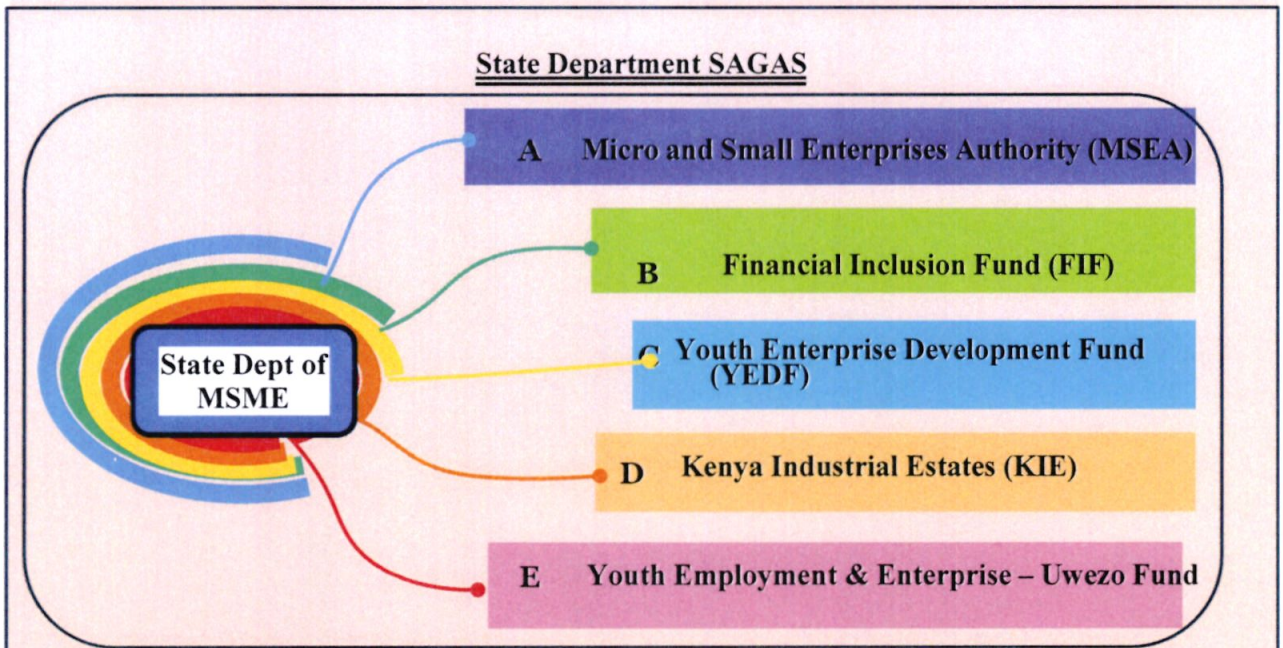 State Department SAGAS
A Micro and Small Enterprises Authority (MSEA)
B Financial Inclusion Fund (FIF)
State Dept of
MSME
C Youth Enterprise Development Fund
(YEDF)
D Kenya Industrial Estates (KIE)
E Youth Employment & Enterprise – Uwezo Fund